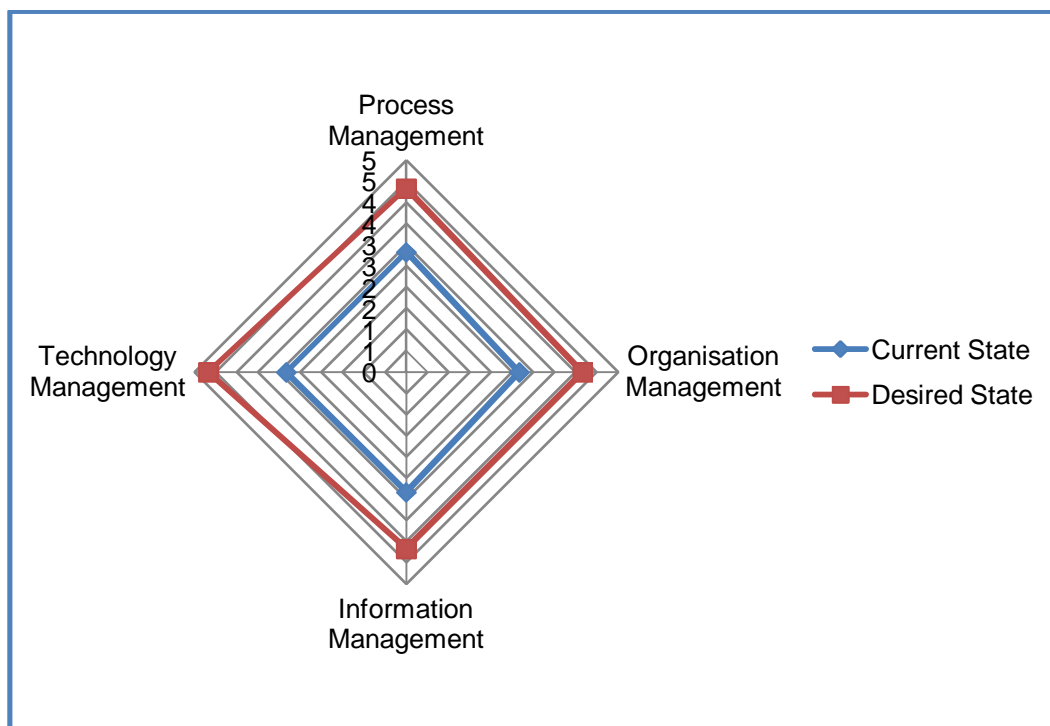 Process
Management
5
5
4
4
3
3
2
2
1
1
0
Technology
Management
Organisation
Management
Current State
Desired State
Information
Management